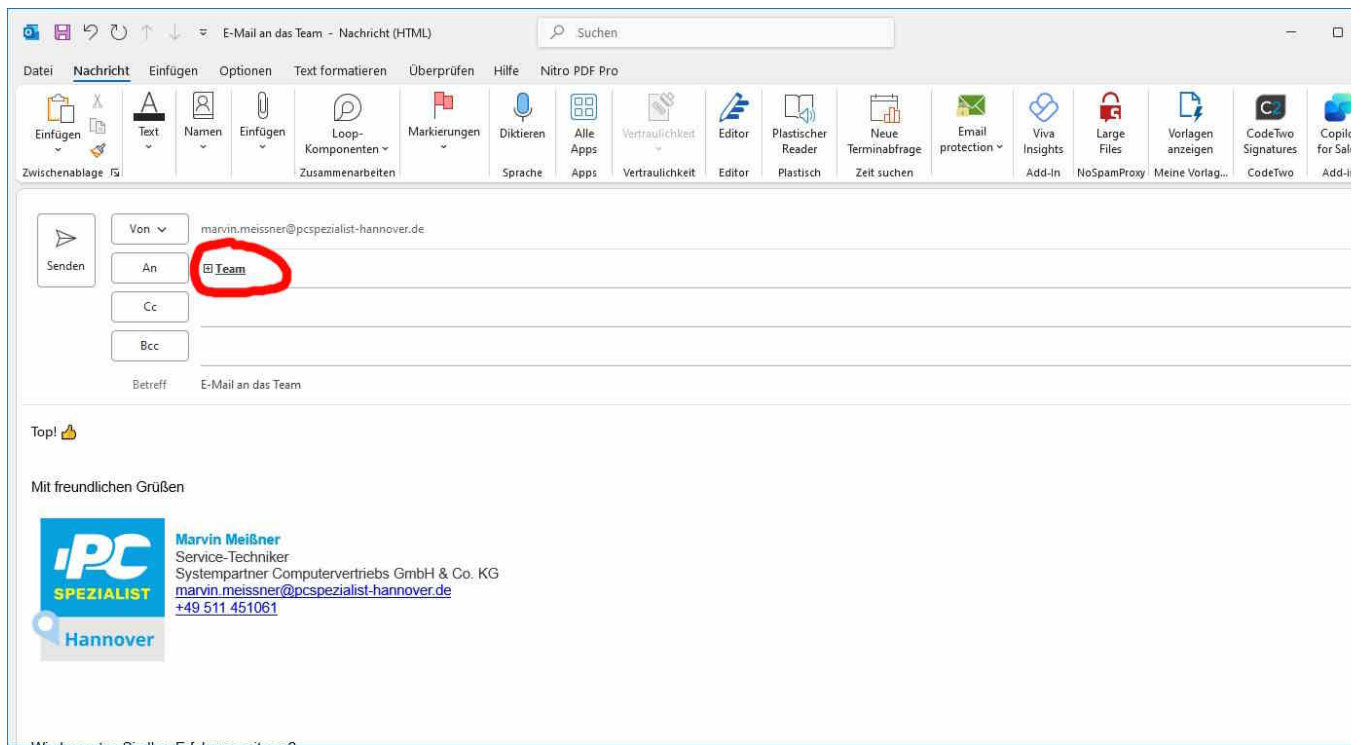 E-Mail an das Team - Nachricht (HTML)
Suchen
Datei Nachricht Einfügen Optionen Text formatieren Überprüfen Hilfe Nitro PDF Pro
Einfügen
Text
Namen
Einfügen
Loop-
Komponenten
Markierungen
Diktieren
Alle
Apps
Vertraulichkeit
Editor
Plastischer
Reader
Neue
Terminabfrage
Email
protection
Viva
Insights
Large
Files
Vorlagen
anzeigen
C2
CodeTwo
Signatures
Copilo
for Sal
Zwischenablage Zusammenarbeiten Sprache Apps Vertraulichkeit Editor Plastisch Zeit suchen Add-In NoSpamProxy Meine Vorlag... CodeTwo Add-i
Senden
Von marvin.meissner@pcspezialist-hannover.de
An Team
Cc
Bcc
Betreff E-Mail an das Team
Top! 👍
Mit freundlichen Grüßen
PC
SPEZIALIST
Hannover
Marvin Meißner
Service-Techniker
Systempartner Computervertriebs GmbH & Co. KG
marvin.meissner@pcspezialist-hannover.de
+49 511 451061